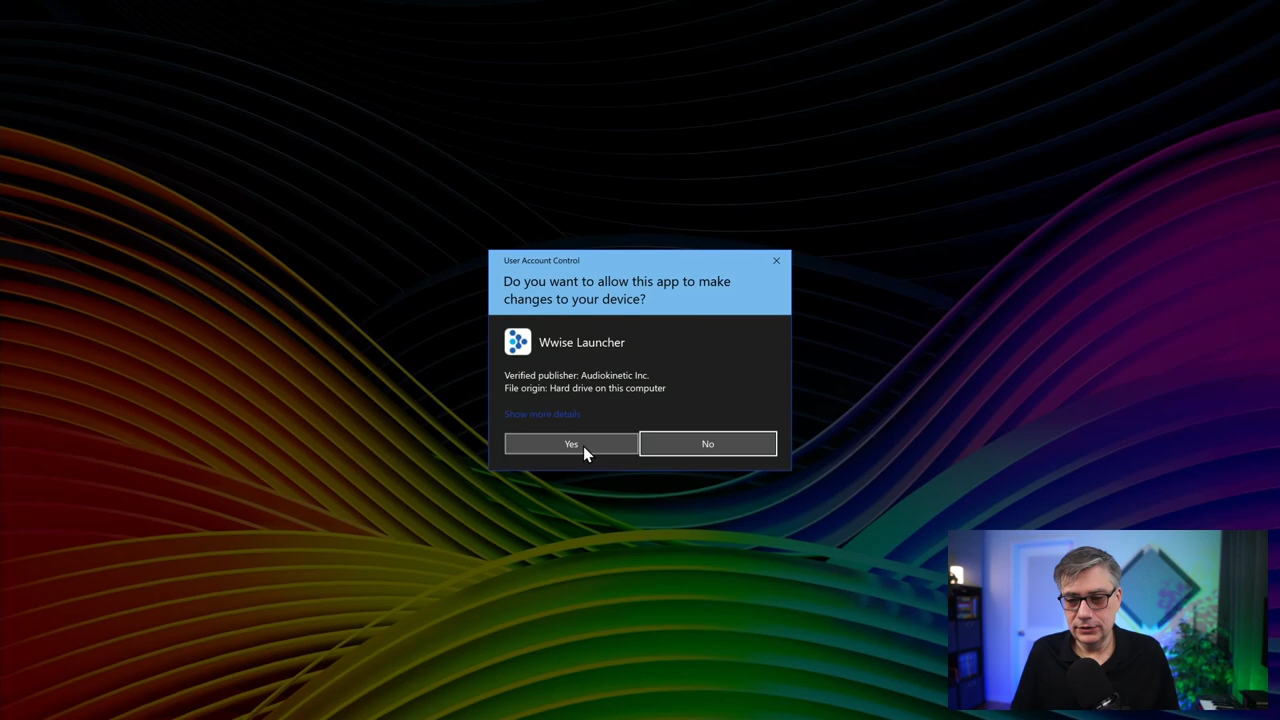 User Account Control
Do you want to allow this app to make
changes to your device?
Wwise Launcher
Verified publisher: Audiokinetic Inc.
File origin: Hard drive on this computer
Show more details
Yes
No